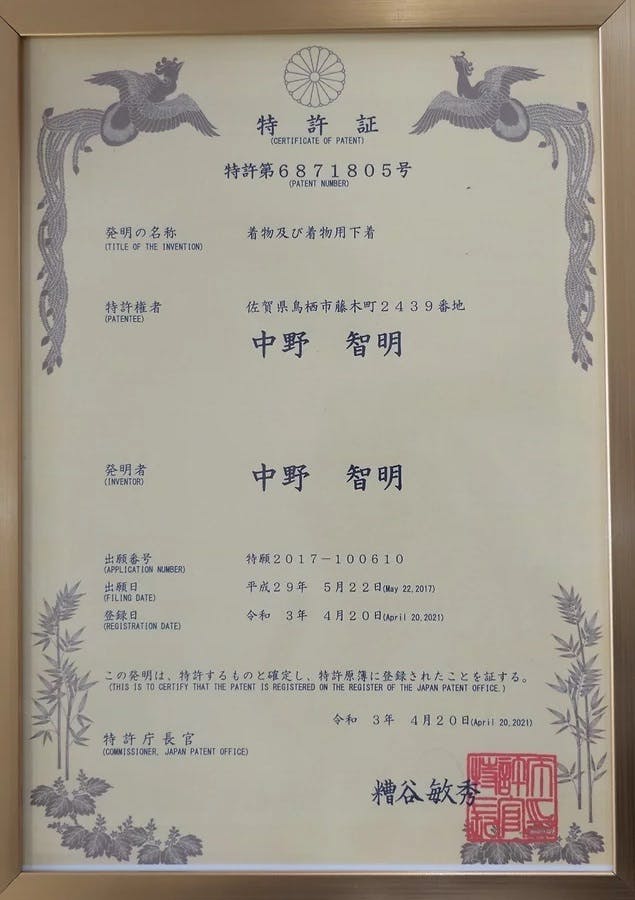 特許証
(CERTIFICATE OF PATENT)
特許第6871805号
(PATENT NUMBER)
発明の名称 着物及び着物用下着
(TITLE OF THE INVENTION)
特許権者 佐賀県鳥栖市藤木町2439番地
(PATENTEE)
中野 智明
発明者 中野 智明
(INVENTOR)
出願番号 特願2017-100610
(APPLICATION NUMBER)
出願日 平成29年 5月22日(May 22,2017)
(FILING DATE)
登録日 令和 3年 4月20日(April 20,2021)
(REGISTRATION DATE)
この発明は、特許するものと確定し、特許原簿に登録されたことを証する。
(THIS IS TO CERTIFY THAT THE PATENT IS REGISTERED ON THE REGISTER OF THE JAPAN PATENT OFFICE.)
令和 3年 4月20日(April 20,2021)
特許庁長官
(COMMISSIONER, JAPAN PATENT OFFICE)
糟谷敏秀